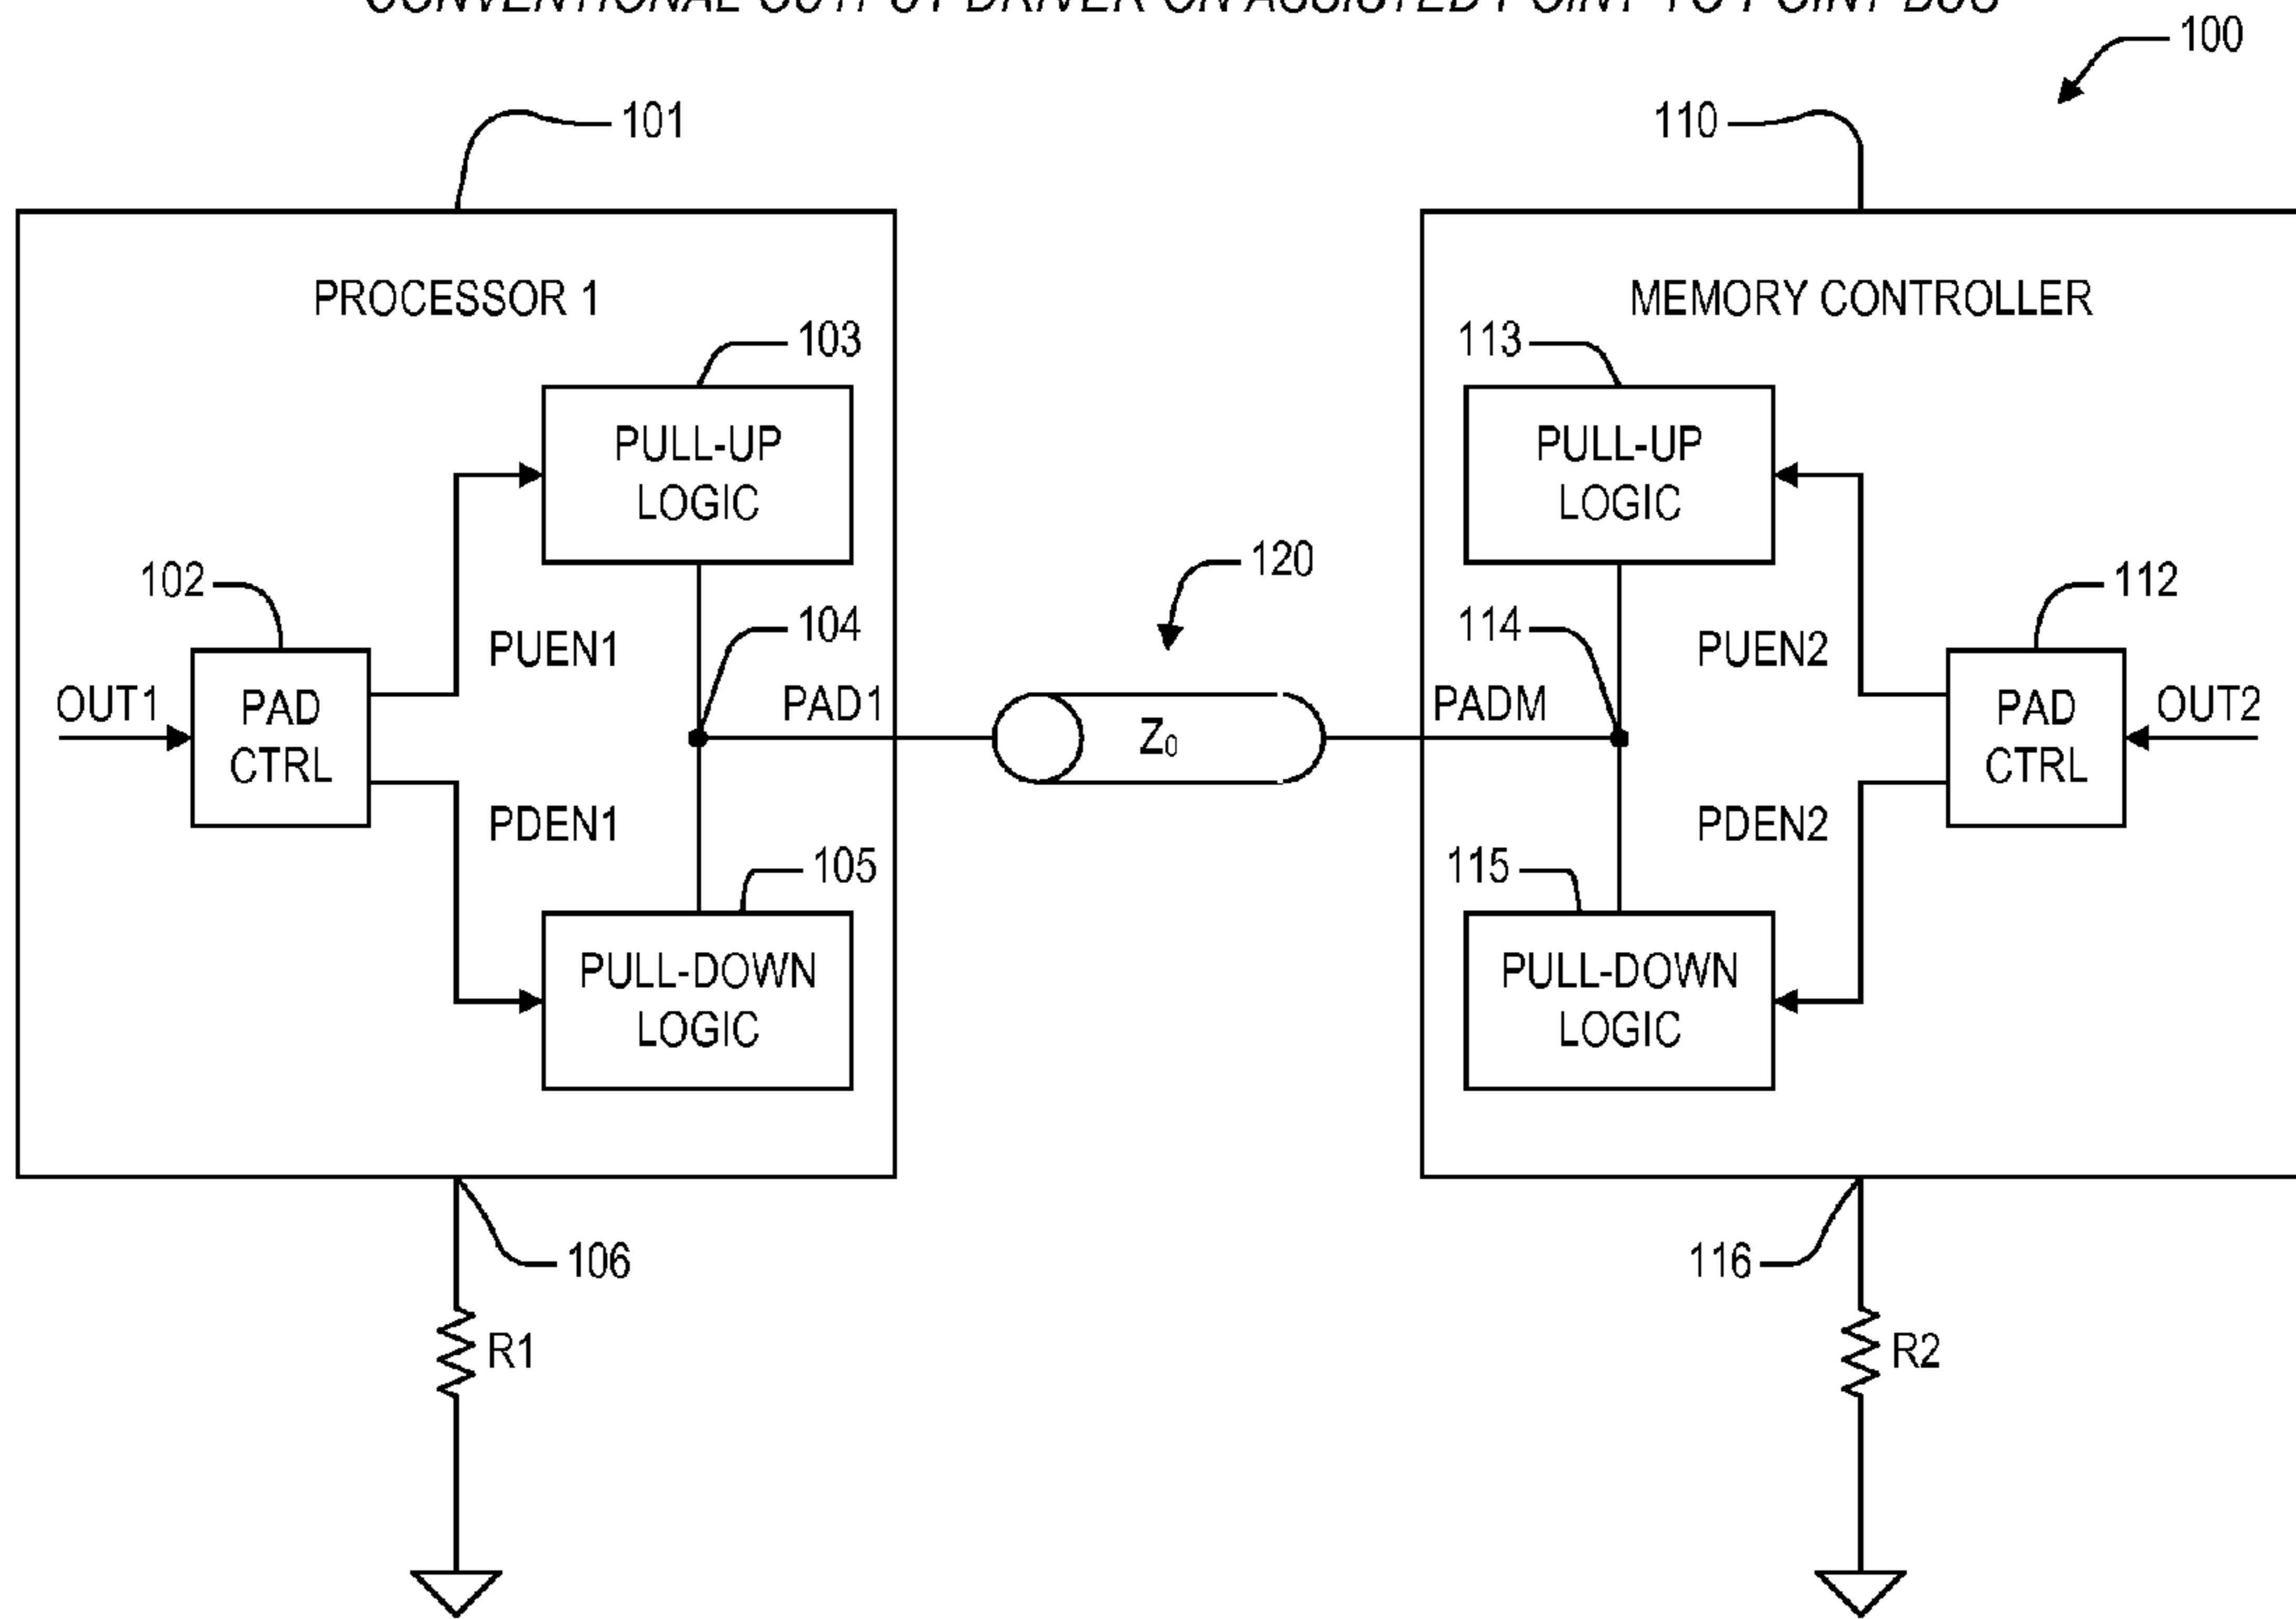 CONVENTIONAL OUTPUT DRIVER ON ASSISTED POINT-TO-POINT BUS
100
101
110
PROCESSOR 1
MEMORY CONTROLLER
103
113
PULL-UP
LOGIC
PULL-UP
LOGIC
102
120
112
104
114
PUEN1
PUEN2
OUT1
PAD
CTRL
PAD1
Z0
PADM
PAD
CTRL
OUT2
PDEN1
PDEN2
105
115
PULL-DOWN
LOGIC
PULL-DOWN
LOGIC
106
116
R1
R2